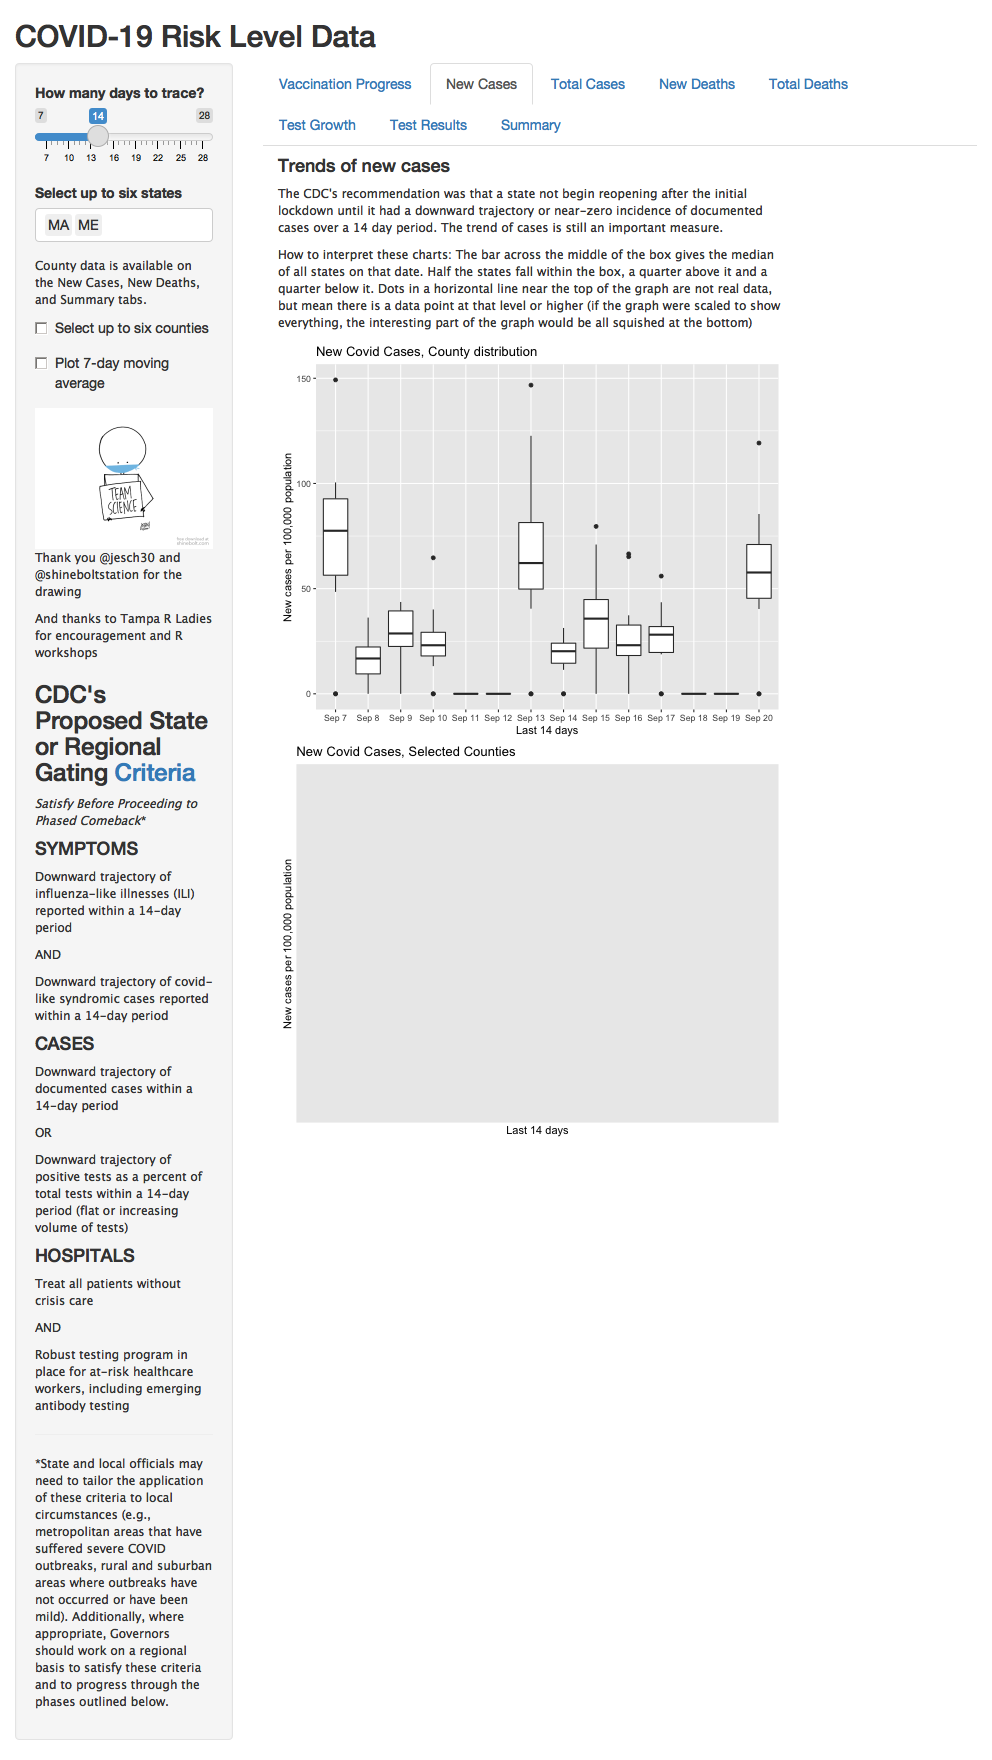 COVID-19 Risk Level Data
How many days to trace?
7 14 28
7 10 13 16 19 22 25 28
Select up to six states
MA ME
County data is available on
the New Cases, New Deaths,
and Summary tabs.
Select up to six counties
Plot 7-day moving
average
TEAM
SCIENCE
Thank you @jesch30 and
@shineboltstation for the
drawing
And thanks to Tampa R Ladies
for encouragement and R
workshops
CDC's
Proposed State
or Regional
Gating Criteria
Satisfy Before Proceeding to
Phased Comeback*
SYMPTOMS
Downward trajectory of
influenza-like illnesses (ILI)
reported within a 14-day
period
AND
Downward trajectory of covid-
like syndromic cases reported
within a 14-day period
CASES
Downward trajectory of
documented cases within a
14-day period
OR
Downward trajectory of
positive tests as a percent of
total tests within a 14-day
period (flat or increasing
volume of tests)
HOSPITALS
Treat all patients without
crisis care
AND
Robust testing program in
place for at-risk healthcare
workers, including emerging
antibody testing
*State and local officials may
need to tailor the application
of these criteria to local
circumstances (e.g.,
metropolitan areas that have
suffered severe COVID
outbreaks, rural and suburban
areas where outbreaks have
not occurred or have been
mild). Additionally, where
appropriate, Governors
should work on a regional
basis to satisfy these criteria
and to progress through the
phases outlined below.
Vaccination Progress New Cases Total Cases New Deaths Total Deaths
Test Growth Test Results Summary
Trends of new cases
The CDC's recommendation was that a state not begin reopening after the initial
lockdown until it had a downward trajectory or near-zero incidence of documented
cases over a 14 day period. The trend of cases is still an important measure.
How to interpret these charts: The bar across the middle of the box gives the median
of all states on that date. Half the states fall within the box, a quarter above it and a
quarter below it. Dots in a horizontal line near the top of the graph are not real data,
but mean there is a data point at that level or higher (if the graph were scaled to show
everything, the interesting part of the graph would be all squished at the bottom)
New Covid Cases, County distribution
150
100
50
0
New cases per 100,000 population
Sep 7 Sep 8 Sep 9 Sep 10 Sep 11 Sep 12 Sep 13 Sep 14 Sep 15 Sep 16 Sep 17 Sep 18 Sep 19 Sep 20
Last 14 days
New Covid Cases, Selected Counties
New cases per 100,000 population
Last 14 days